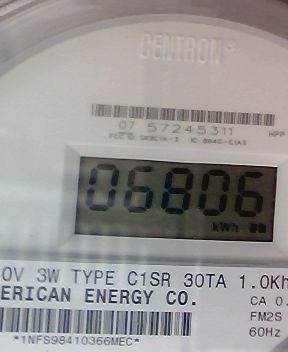 CENTRON
07 57245311
HPP
06806
kWh
0V 3W TYPE C1SR 30TA 1.0Kh
ERICAN ENERGY CO.
CA 0.
FM2S
60Hz
*1NFS98410366MEC*